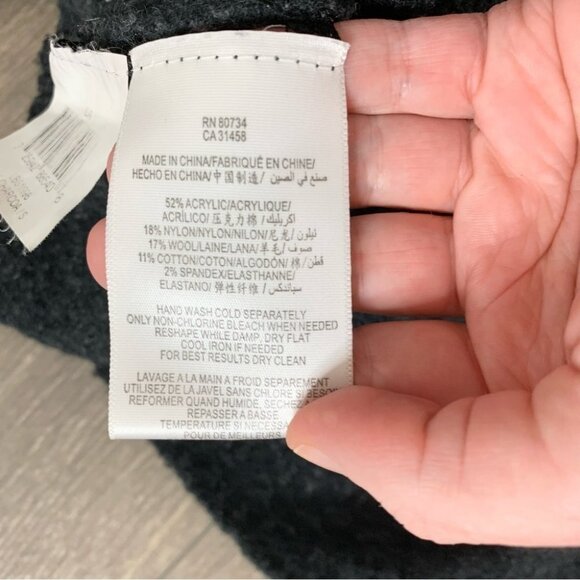 RN 80734
CA 31458
MADE IN CHINA/FABRIQUÉ EN CHINE/
HECHO EN CHINA/中国制造/ صنع في الصين/
52% ACRYLIC/ACRYLIQUE/
ACRÍLICO/压克力棉/اكريليك/
18% NYLON/NYLON/NILON/尼龙/نيلون/
17% WOOL/LAINE/LANA/羊毛/صوف/
11% COTTON/COTON/ALGODÓN/棉/قطن/
2% SPANDEX/ELASTHANNE/
ELASTANO/弹性纤维/سباندكس/
HAND WASH COLD SEPARATELY
ONLY NON-CHLORINE BLEACH WHEN NEEDED
RESHAPE WHILE DAMP, DRY FLAT
COOL IRON IF NEEDED
FOR BEST RESULTS DRY CLEAN
LAVAGE A LA MAIN A FROID SEPAREMENT
UTILISEZ DE LA JAVEL SANS CHLORE SI BESOIN
REFORMER QUAND HUMIDE, SECHEZ
REPASSER A BASSE
TEMPERATURE SI NECESSAI
POUR DE MEILLEUR